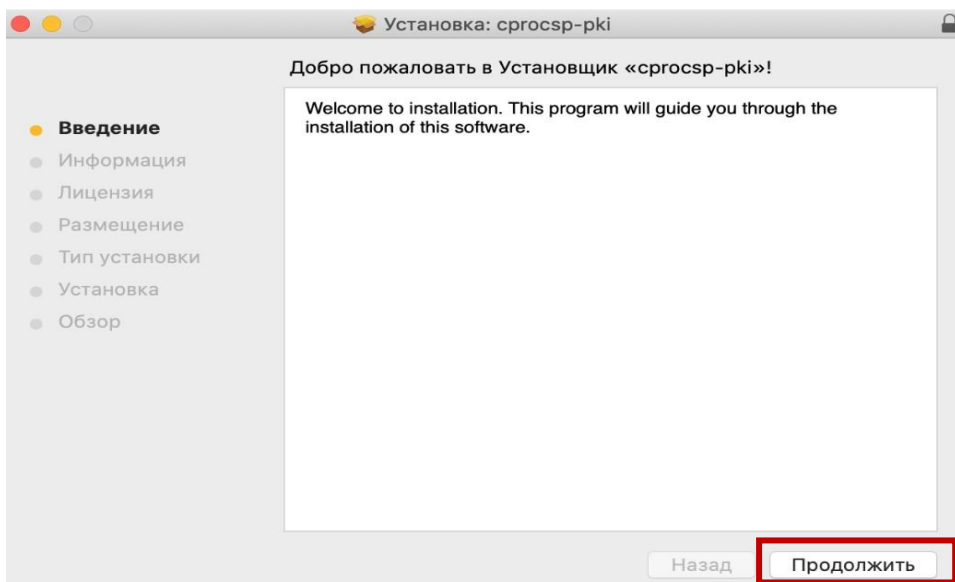 Установка: cprocsp-pki
Добро пожаловать в Установщик «cprocsp-pki»!
Введение
Информация
Лицензия
Размещение
Тип установки
Установка
Обзор
Welcome to installation. This program will guide you through the
installation of this software.
Назад
Продолжить